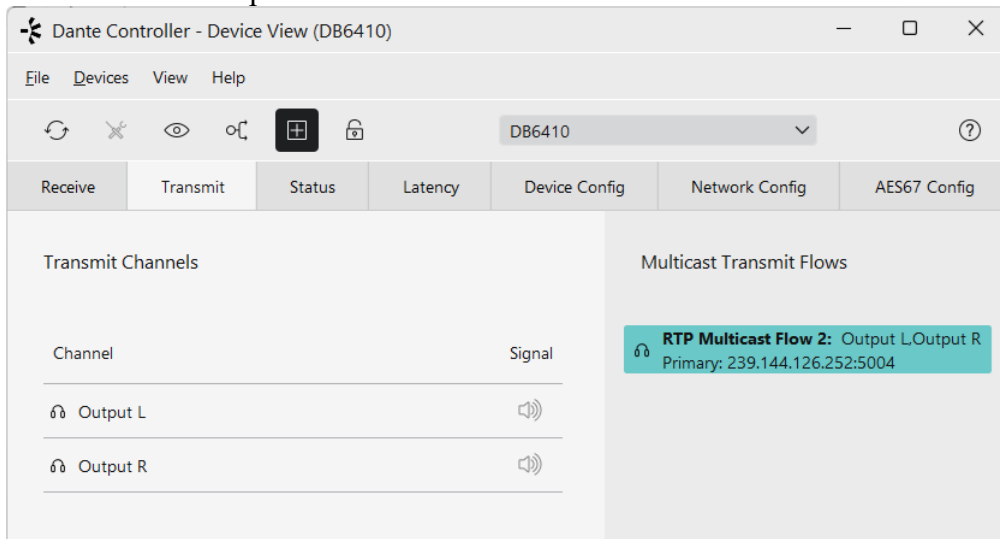 Dante Controller - Device View (DB6410)
File Devices View Help
DB6410
Receive Transmit Status Latency Device Config Network Config AES67 Config
Transmit Channels
Multicast Transmit Flows
Channel Signal
RTP Multicast Flow 2: Output L,Output R
Primary: 239.144.126.252:5004
Output L
Output R